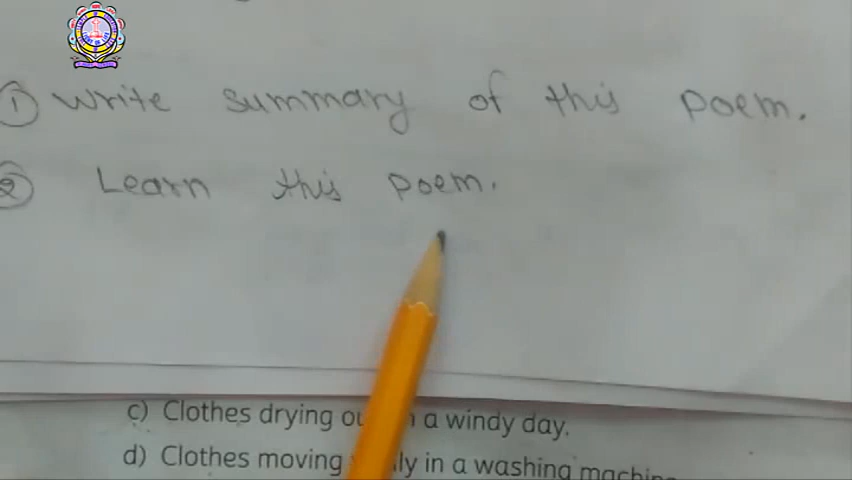 ① Write summary of this poem.
② Learn this poem.
c) Clothes drying ou a windy day.
d) Clothes moving ly in a washing